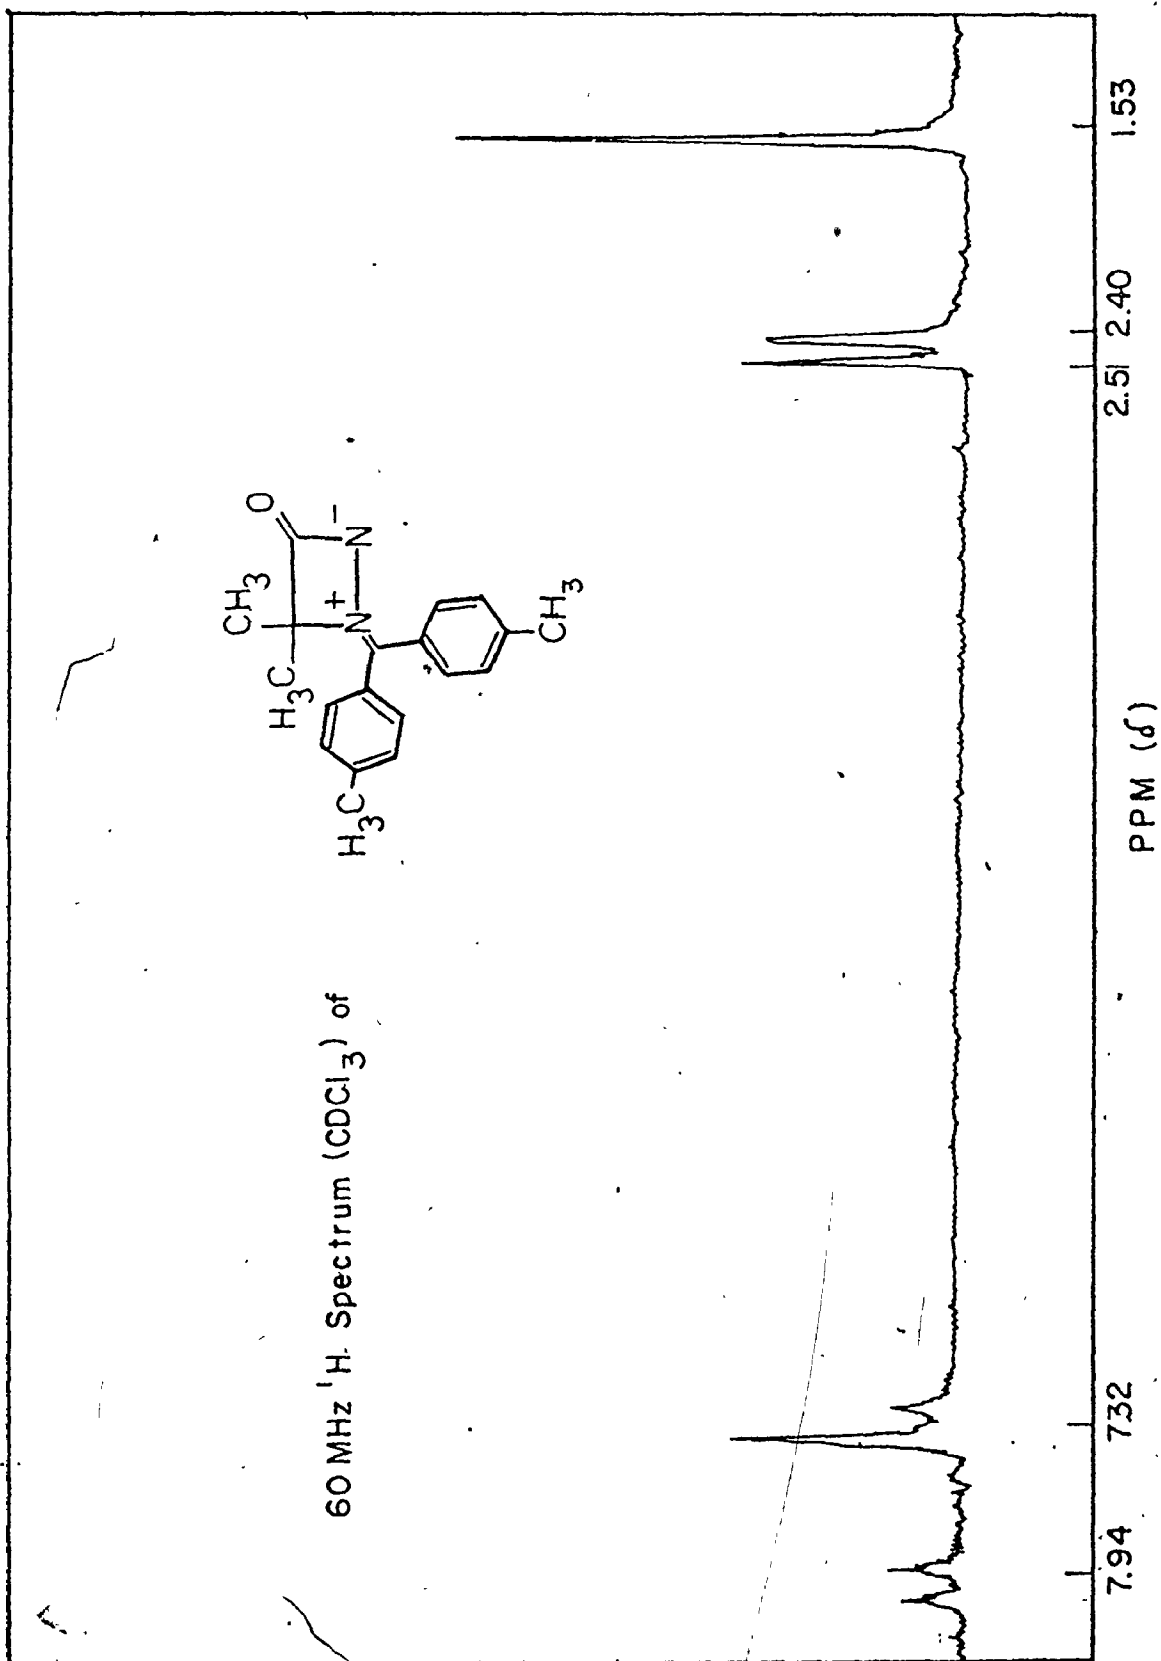 60 MHz ¹H Spectrum (CDCl₃) of
CH₃
O
H₃C
N + N −
H₃C
CH₃
7.94 7.32 2.51 2.40 1.53
PPM (δ)